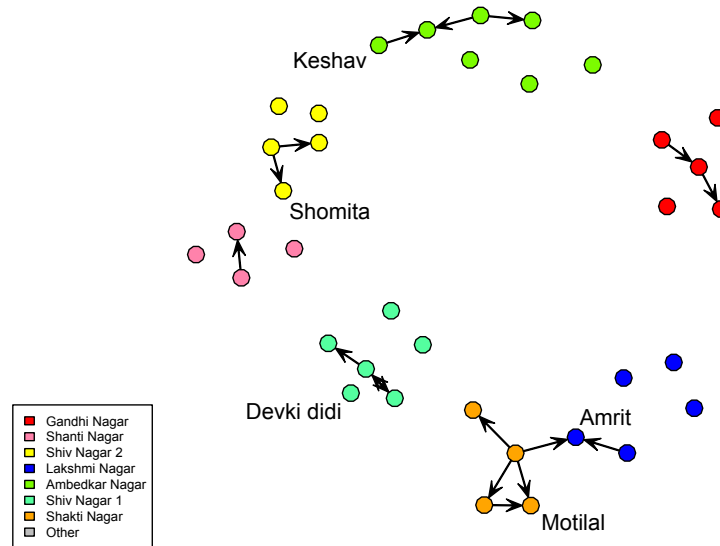 Keshav
Shomita
Devki didi
Amrit
Motilal
Gandhi Nagar
Shanti Nagar
Shiv Nagar 2
Lakshmi Nagar
Ambedkar Nagar
Shiv Nagar 1
Shakti Nagar
Other